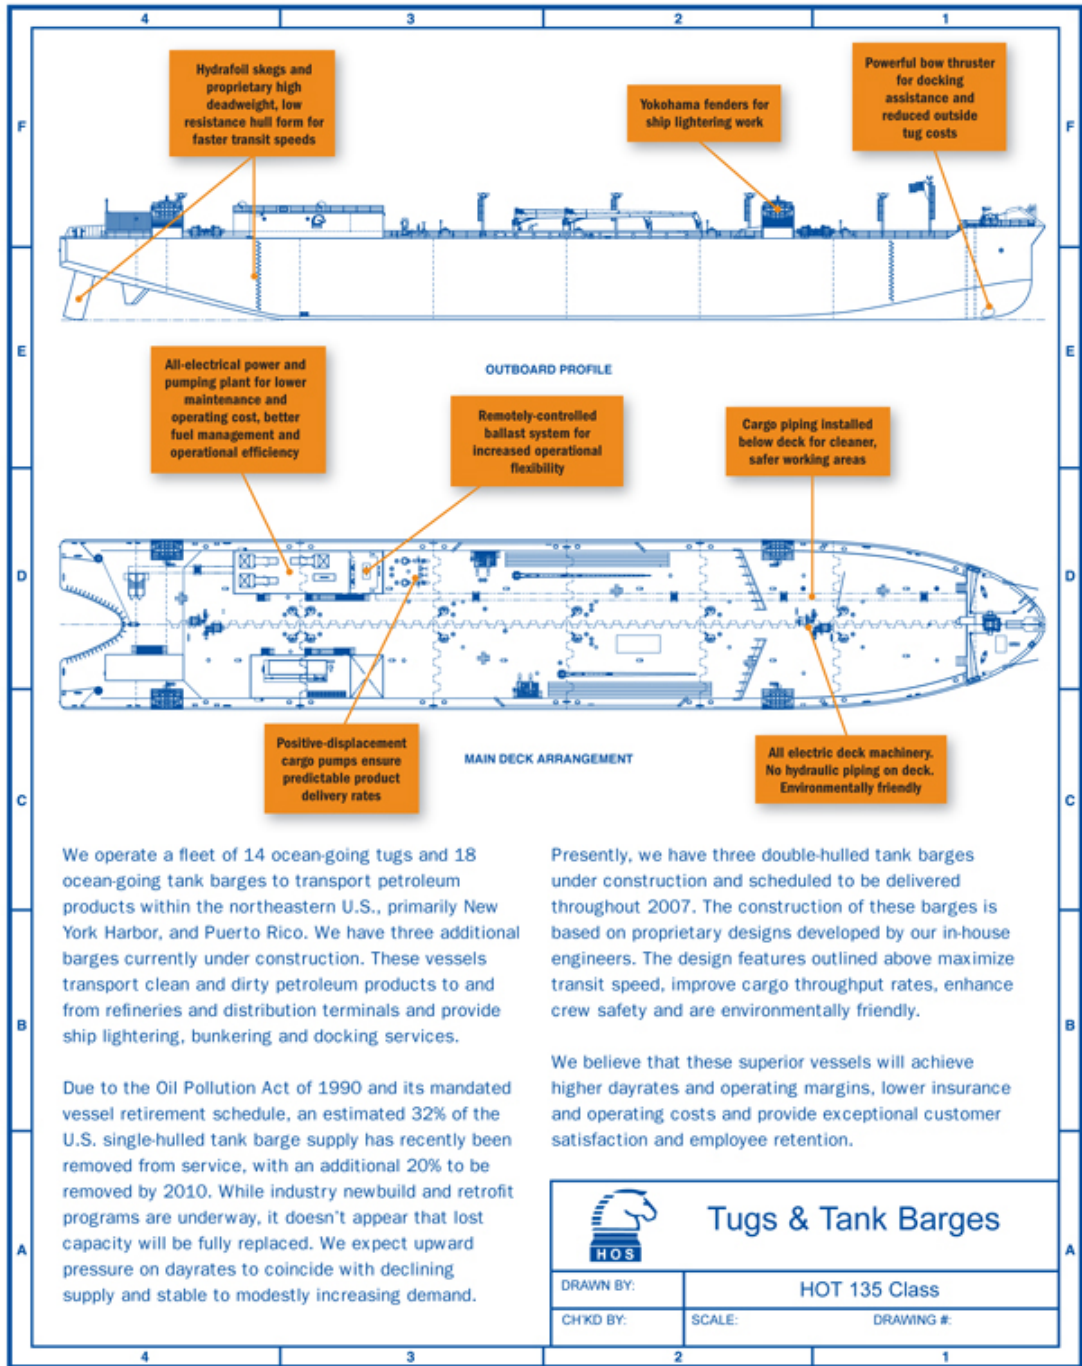 4 3 2 1
Hydrafoil skegs and
proprietary high
deadweight, low
resistance hull form for
faster transit speeds
Yokohama fenders for
ship lightering work
Powerful bow thruster
for docking
assistance and
reduced outside
tug costs
F F
E E
OUTBOARD PROFILE
All-electrical power and
pumping plant for lower
maintenance and
operating cost, better
fuel management and
operational efficiency
Remotely-controlled
ballast system for
increased operational
flexibility
Cargo piping installed
below deck for cleaner,
safer working areas
D D
Positive-displacement
cargo pumps ensure
predictable product
delivery rates
MAIN DECK ARRANGEMENT
All electric deck machinery.
No hydraulic piping on deck.
Environmentally friendly
C C
We operate a fleet of 14 ocean-going tugs and 18
ocean-going tank barges to transport petroleum
products within the northeastern U.S., primarily New
York Harbor, and Puerto Rico. We have three additional
barges currently under construction. These vessels
transport clean and dirty petroleum products to and
from refineries and distribution terminals and provide
ship lightering, bunkering and docking services.
Due to the Oil Pollution Act of 1990 and its mandated
vessel retirement schedule, an estimated 32% of the
U.S. single-hulled tank barge supply has recently been
removed from service, with an additional 20% to be
removed by 2010. While industry newbuild and retrofit
programs are underway, it doesn't appear that lost
capacity will be fully replaced. We expect upward
pressure on dayrates to coincide with declining
supply and stable to modestly increasing demand.
Presently, we have three double-hulled tank barges
under construction and scheduled to be delivered
throughout 2007. The construction of these barges is
based on proprietary designs developed by our in-house
engineers. The design features outlined above maximize
transit speed, improve cargo throughput rates, enhance
crew safety and are environmentally friendly.
We believe that these superior vessels will achieve
higher dayrates and operating margins, lower insurance
and operating costs and provide exceptional customer
satisfaction and employee retention.
B B
A A
HOS
Tugs & Tank Barges
DRAWN BY: HOT 135 Class
CH'KD BY: SCALE: DRAWING #:
4 3 2 1